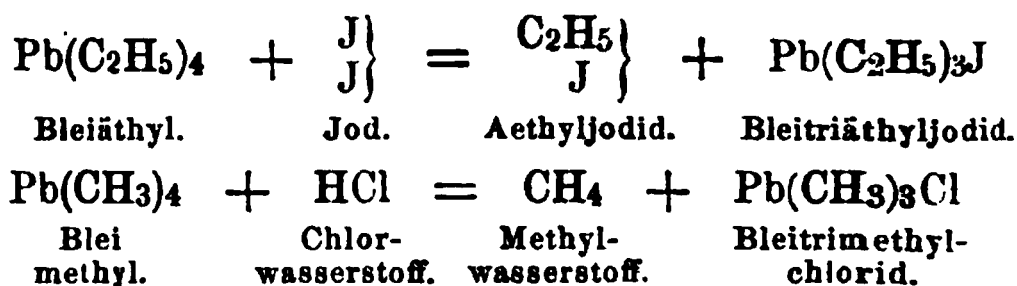 Pb(C2H5)4 + J J} = C2H5 J} + Pb(C2H5)3J
Bleiäthyl. Jod. Aethyljodid. Bleitriäthyljodid.
Pb(CH3)4 + HCl = CH4 + Pb(CH3)3Cl
Blei Chlor- Methyl- Bleitrimethyl-
methyl. wasserstoff. wasserstoff. chlorid.